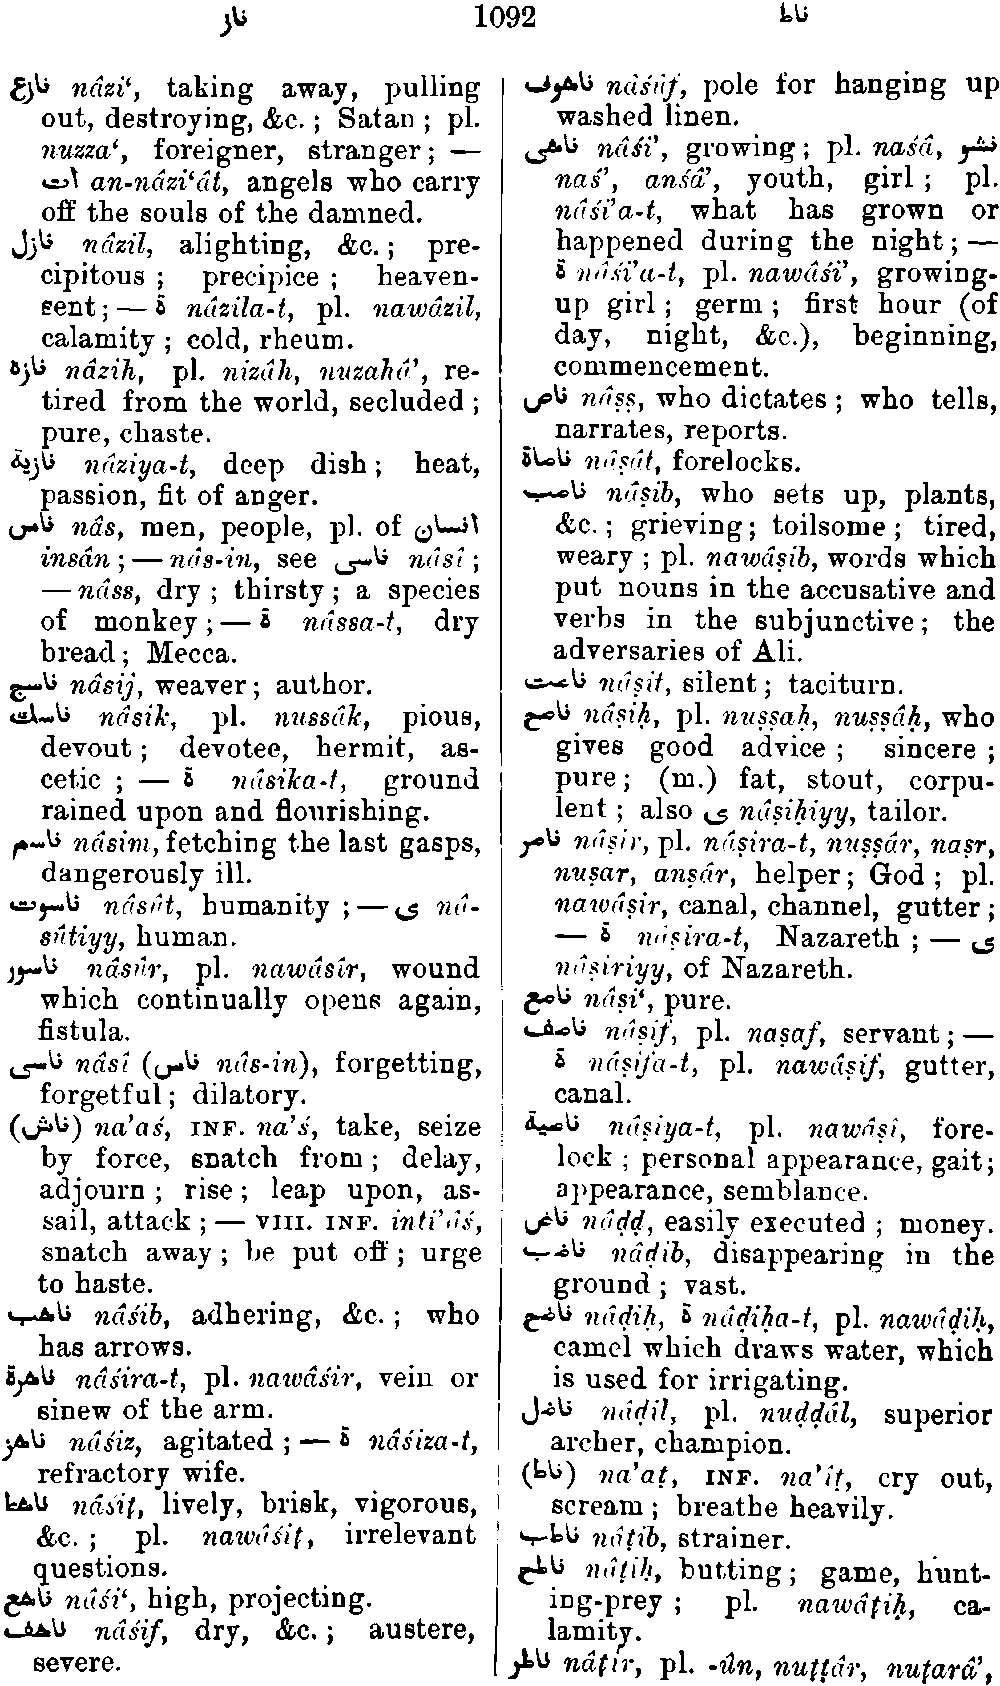 ناز 1092 ناط
نازع nâzi‘, taking away, pulling
out, destroying, &c. ; Satan ; pl.
nuzza‘, foreigner, stranger ; —
ات an-nâzi‘ât, angels who carry
off the souls of the damned.
نازل nâzil, alighting, &c. ; pre-
cipitous ; precipice ; heaven-
sent ; — ة nâzila-t, pl. nawâzil,
calamity ; cold, rheum.
نازه nâzih, pl. nizâh, nuzahâ’, re-
tired from the world, secluded ;
pure, chaste.
نازية nâziya-t, deep dish ; heat,
passion, fit of anger.
ناس nâs, men, people, pl. of انسان
insân ; — nâs-in, see ناسى nâsî ;
— nâss, dry ; thirsty ; a species
of monkey ; — ة nâssa-t, dry
bread ; Mecca.
ناسج nâsij, weaver ; author.
ناسك nâsik, pl. nussâk, pious,
devout ; devotee, hermit, as-
cetic ; — ة nâsika-t, ground
rained upon and flourishing.
ناسم nâsim, fetching the last gasps,
dangerously ill.
ناسوت nâsût, humanity ; — ى nâ-
sûtiyy, human.
ناسور nâsûr, pl. nawâsîr, wound
which continually opens again,
fistula.
ناسى nâsî (ناس nâs-in), forgetting,
forgetful ; dilatory.
(ناش) na’aś, INF. na’ś, take, seize
by force, snatch from ; delay,
adjourn ; rise ; leap upon, as-
sail, attack ; — VIII. INF. inti’âś,
snatch away ; be put off ; urge
to haste.
ناشب nâśib, adhering, &c. ; who
has arrows.
ناشرة nâśira-t, pl. nawâśir, vein or
sinew of the arm.
ناشز nâśiz, agitated ; — ة nâśiza-t,
refractory wife.
ناشط nâśiṭ, lively, brisk, vigorous,
&c. ; pl. nawâśiṭ, irrelevant
questions.
ناشع nâśi‘, high, projecting.
ناشف nâśif, dry, &c. ; austere,
severe.
ناشوف nâśûf, pole for hanging up
washed linen.
ناشى nâśi’, growing ; pl. naśâ, نشو
naś’, anśâ’, youth, girl ; pl.
nâśi’a-t, what has grown or
happened during the night ; —
ة nâśi’a-t, pl. nawâśi’, growing-
up girl ; germ ; first hour (of
day, night, &c.), beginning,
commencement.
ناص nâṣṣ, who dictates ; who tells,
narrates, reports.
ناصاة nâṣât, forelocks.
ناصب nâṣib, who sets up, plants,
&c. ; grieving ; toilsome ; tired,
weary ; pl. nawâṣib, words which
put nouns in the accusative and
verbs in the subjunctive ; the
adversaries of Ali.
ناصت nâṣit, silent ; taciturn.
ناصح nâṣiḥ, pl. nuṣṣaḥ, nuṣṣâḥ, who
gives good advice ; sincere ;
pure ; (m.) fat, stout, corpu-
lent ; also ى nâṣiḥiyy, tailor.
ناصر nâṣir, pl. nâṣira-t, nuṣṣâr, naṣr,
nuṣar, anṣâr, helper ; God ; pl.
nawâṣir, canal, channel, gutter ;
— ة nâṣira-t, Nazareth ; — ى
nâṣiriyy, of Nazareth.
ناصع nâṣi‘, pure.
ناصف nâṣif, pl. naṣaf, servant ; —
ة nâṣifa-t, pl. nawâṣif, gutter,
canal.
ناصية nâṣiya-t, pl. nawâṣî, fore-
lock ; personal appearance, gait ;
appearance, semblance.
ناض nâḍḍ, easily executed ; money.
ناضب nâḍib, disappearing in the
ground ; vast.
ناضح nâḍiḥ, ة nâḍiḥa-t, pl. nawâḍiḥ,
camel which draws water, which
is used for irrigating.
ناضل nâḍil, pl. nuḍḍâl, superior
archer, champion.
(ناط) na’aṭ, INF. na’îṭ, cry out,
scream ; breathe heavily.
ناطب nâṭib, strainer.
ناطح nâṭiḥ, butting ; game, hunt-
ing-prey ; pl. nawâṭiḥ, ca-
lamity.
ناطر nâṭir, pl. -ûn, nuṭṭâr, nuṭarâ’,